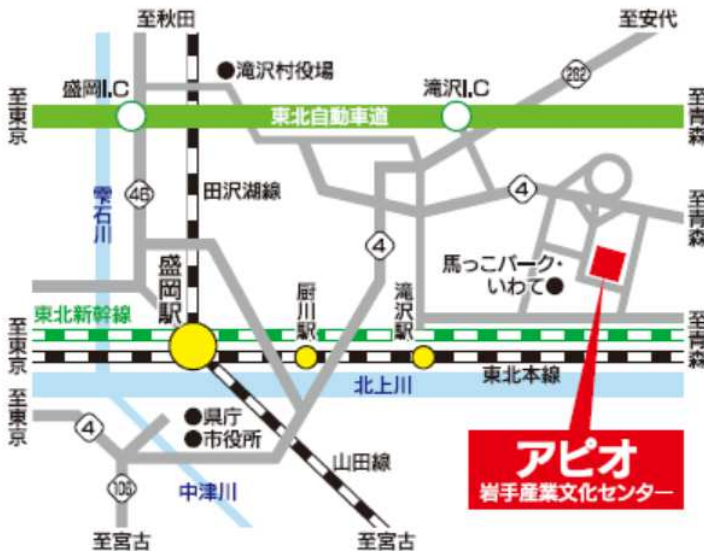 至秋田
至安代
盛岡I.C
●滝沢村役場
滝沢I.C
282
至東京
東北自動車道
至青森
雫石川
46
田沢湖線
4
4
至青森
盛岡駅
厨川駅
滝沢駅
馬っこパーク・
いわて●
東北新幹線
至東京
至青森
北上川
東北本線
至東京
4
●県庁
●市役所
山田線
アピオ
岩手産業文化センター
106
中津川
至宮古
至宮古